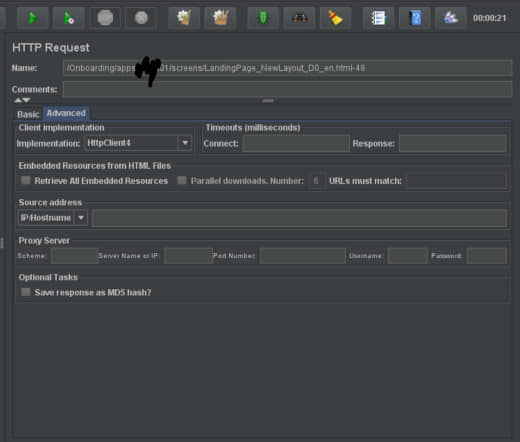 00:00:21
HTTP Request
Name: /Onboarding/apps 01/screens/LandingPage_NewLayout_D0_en.html-48
Comments:
Basic Advanced
Client implementation Timeouts (milliseconds)
Implementation: HttpClient4 Connect: Response:
Embedded Resources from HTML Files
Retrieve All Embedded Resources Parallel downloads. Number: 6 URLs must match:
Source address
IP/Hostname
Proxy Server
Scheme: Server Name or IP: Port Number: Username: Password:
Optional Tasks
Save response as MD5 hash?